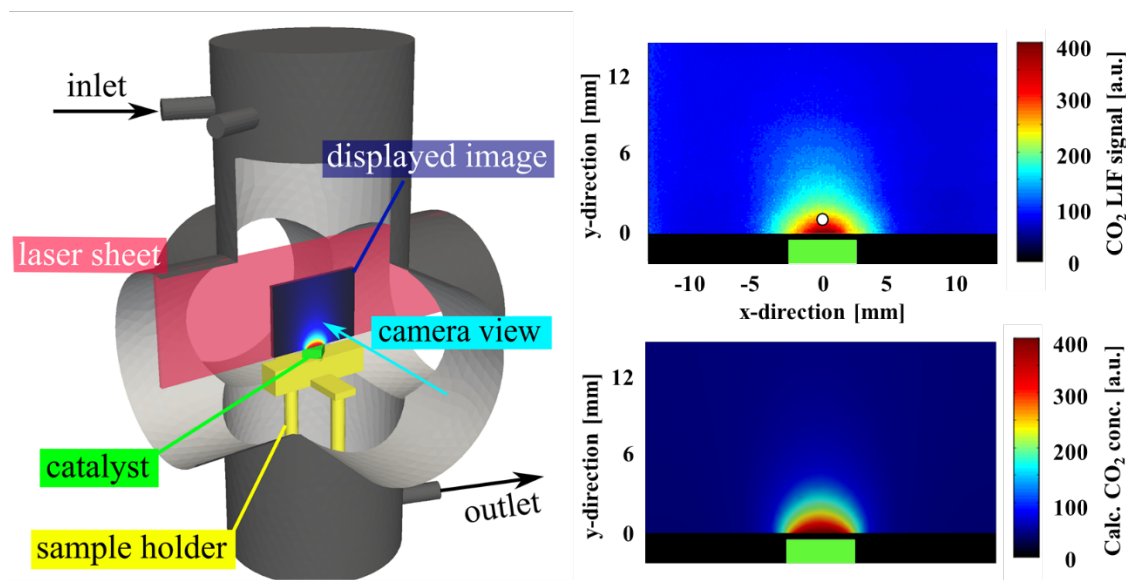 inlet
displayed image
laser sheet
camera view
catalyst
outlet
sample holder
y-direction [mm]
12
6
0
-10 -5 0 5 10
x-direction [mm]
400
300
200
100
0
CO₂ LIF signal [a.u.]
y-direction [mm]
12
6
0
400
300
200
100
0
Calc. CO₂ conc. [a.u.]